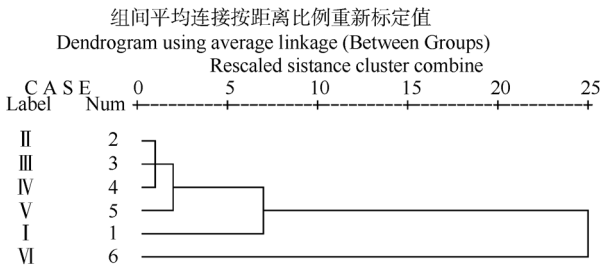 组间平均连接按距离比例重新标定值
Dendrogram using average linkage (Between Groups)
Rescaled sistance cluster combine
C A S E 0 5 10 15 20 25
Label Num
Ⅱ 2
Ⅲ 3
Ⅳ 4
Ⅴ 5
Ⅰ 1
Ⅵ 6